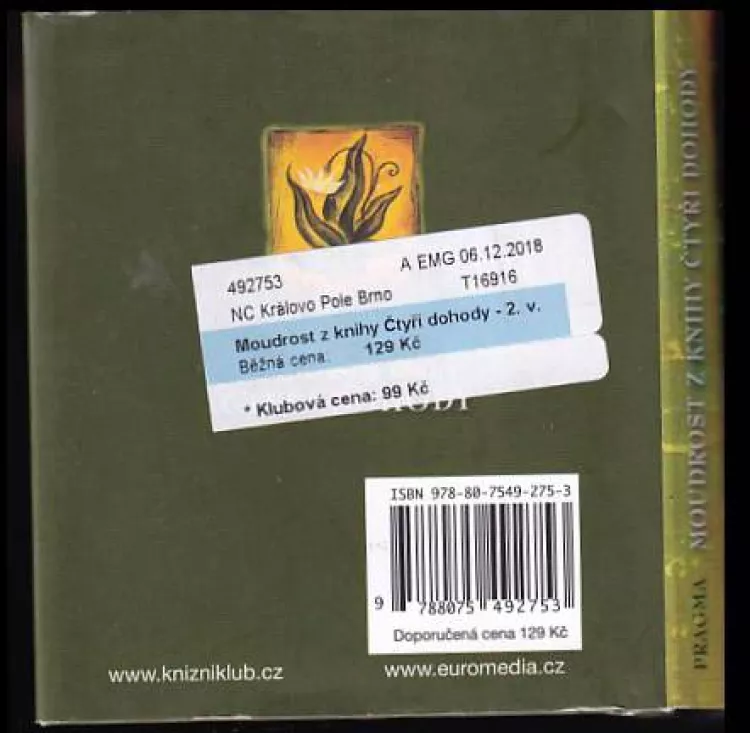 492753
A EMG 06.12.2018
NC Královo Pole Brno
T16916
Moudrost z knihy Čtyři dohody - 2. v.
Běžná cena:
129 Kč
* Klubová cena: 99 Kč
ISBN 978-80-7549-275-3
9 788075 492753
Doporučená cena 129 Kč
www.knizniklub.cz
www.euromedia.cz
PRAGMA MOUDROST Z KNIHY ČTYŘI DOHODY